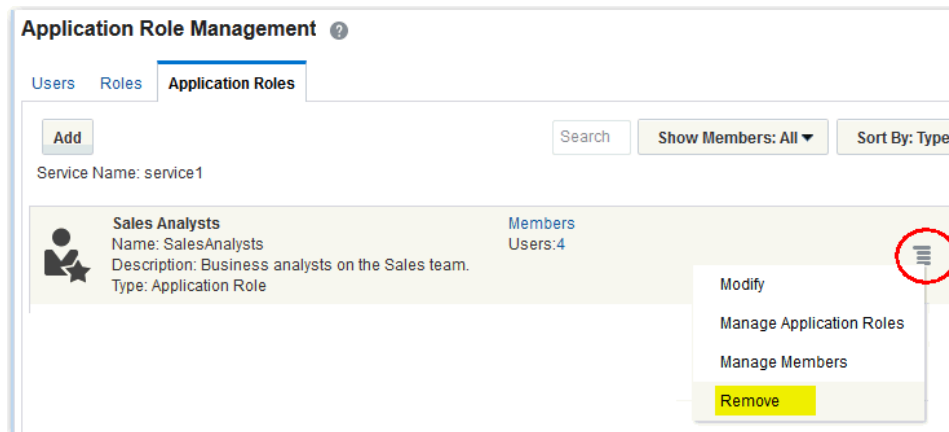 Application Role Management ?
Users Roles Application Roles
Add Search Show Members: All Sort By: Type
Service Name: service1
Sales Analysts Members
Name: SalesAnalysts Users:4
Description: Business analysts on the Sales team.
Type: Application Role
Modify
Manage Application Roles
Manage Members
Remove